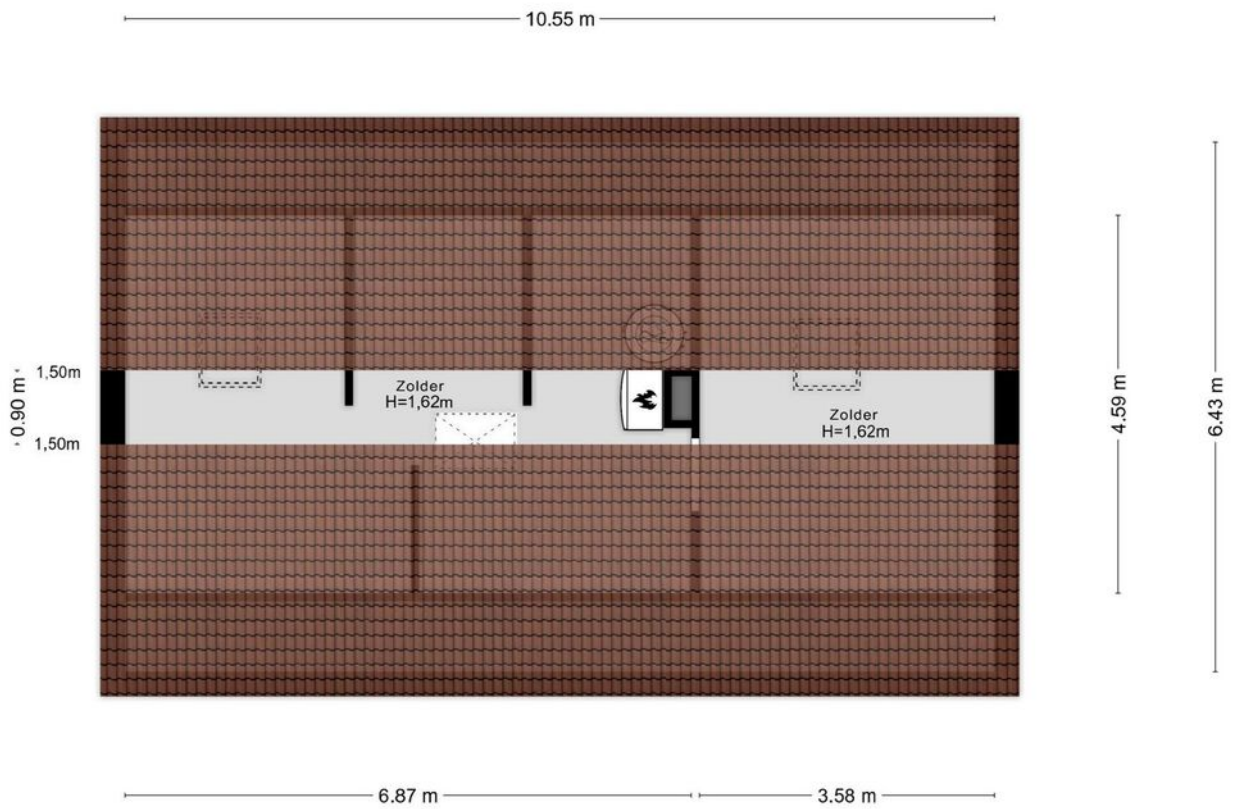 10.55 m
1,50m
0.90 m
1,50m
Zolder
H=1,62m
Zolder
H=1,62m
4.59 m
6.43 m
6.87 m
3.58 m